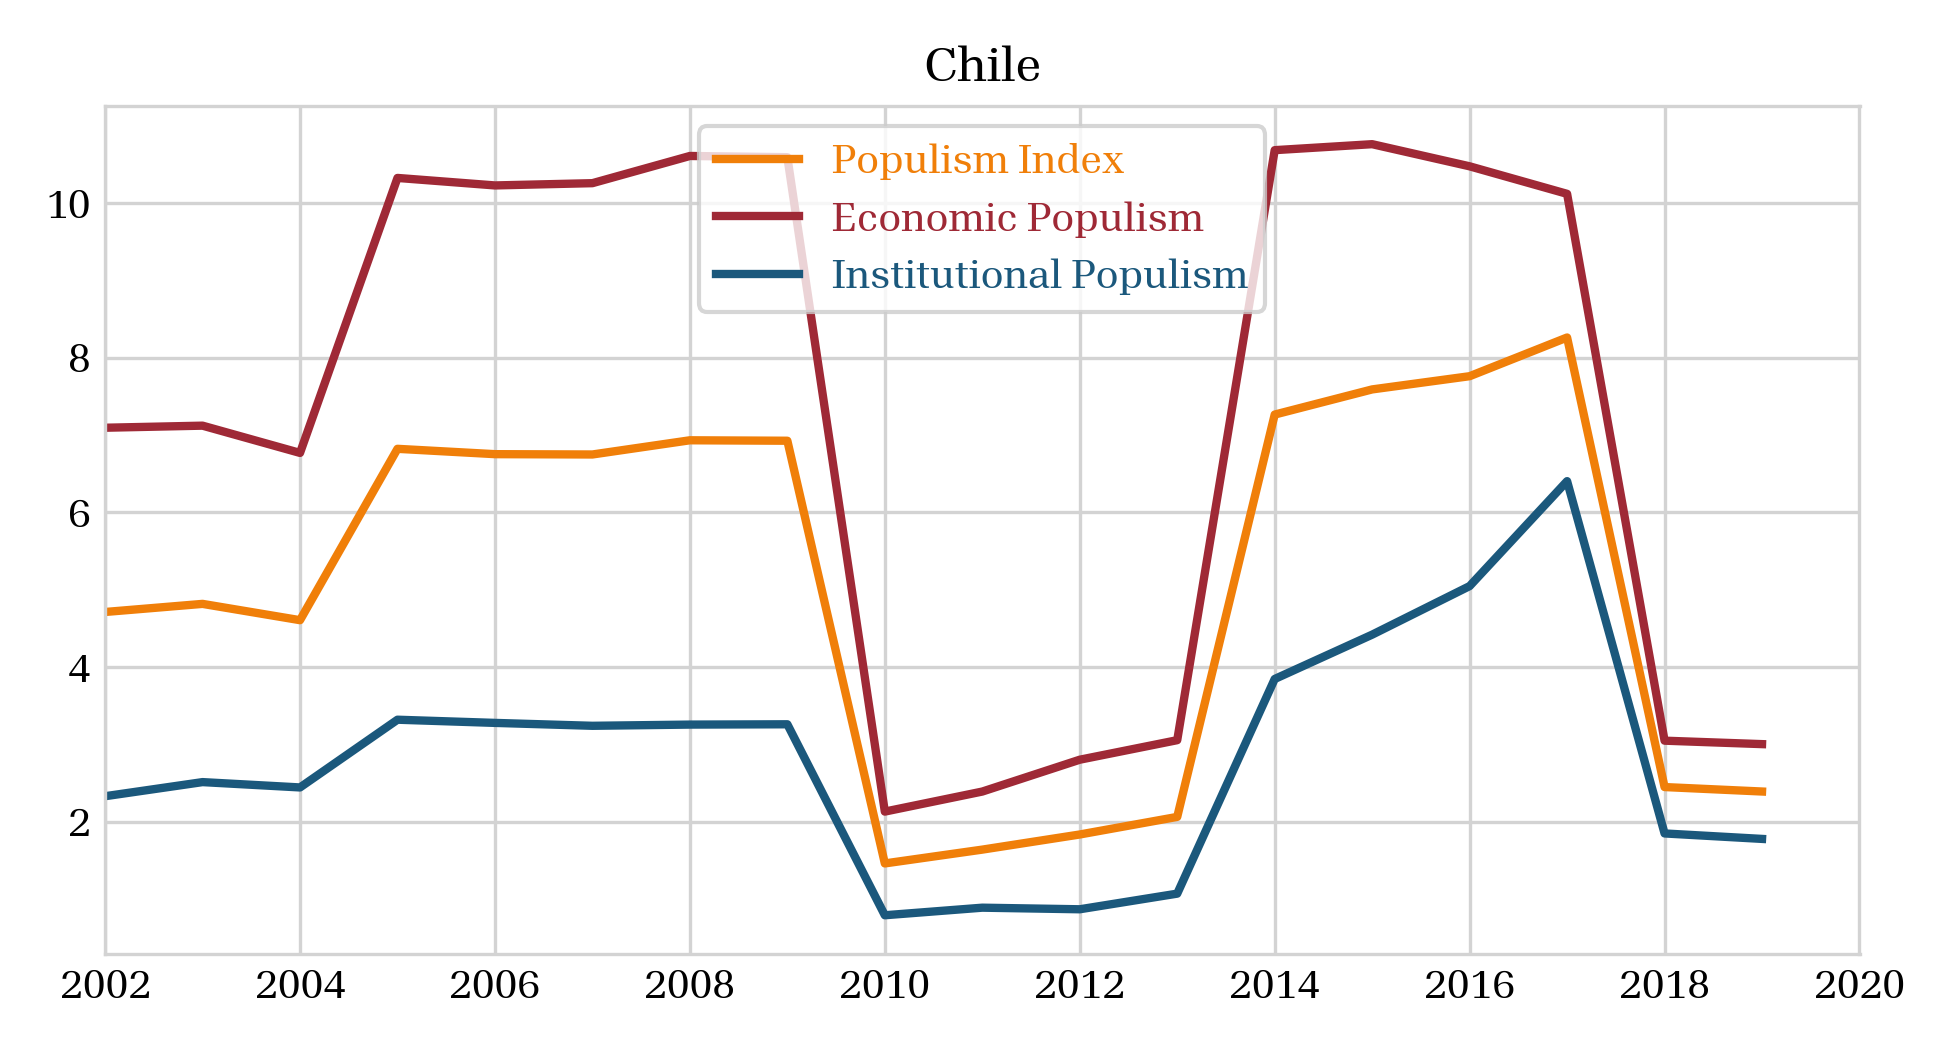 Chile
Populism Index
Economic Populism
Institutional Populism
10
8
6
4
2
2002 2004 2006 2008 2010 2012 2014 2016 2018 2020